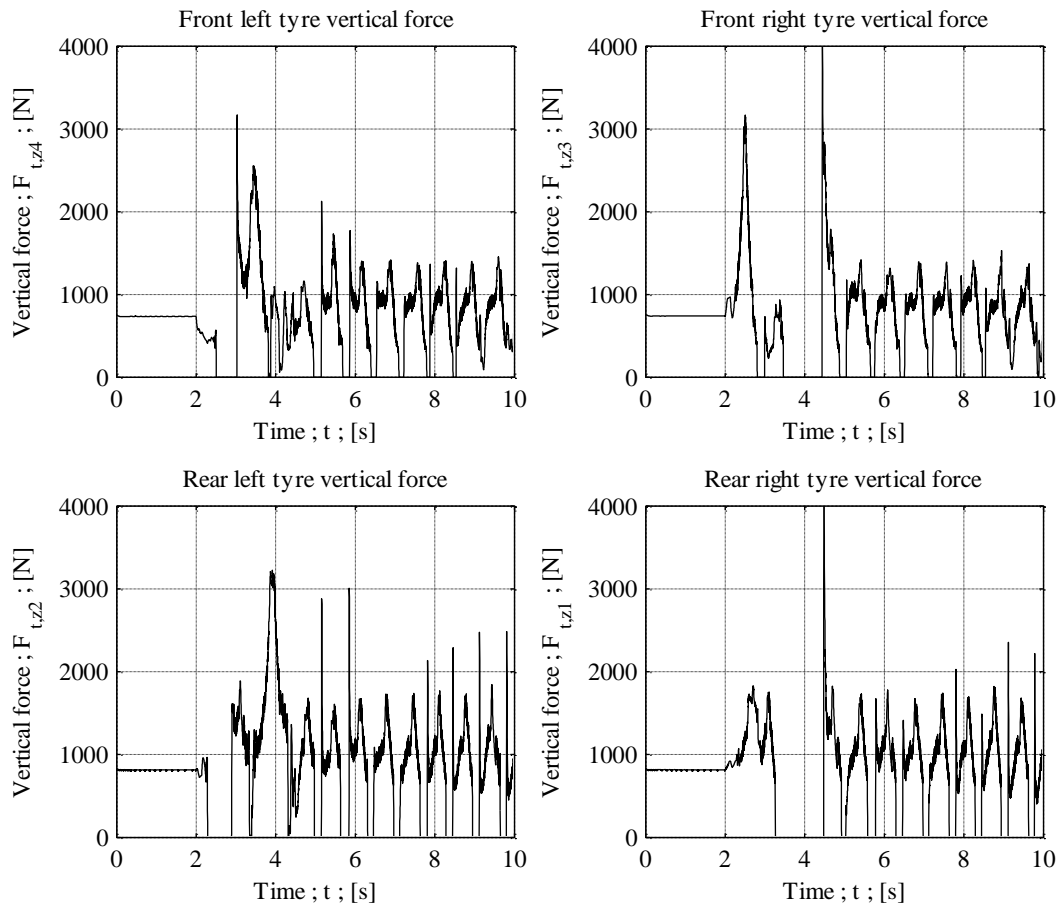 Front left tyre vertical force
Vertical force ; F t,z4 ; [N]
4000
3000
2000
1000
0
0 2 4 6 8 10
Time ; t ; [s]
Front right tyre vertical force
Vertical force ; F t,z3 ; [N]
4000
3000
2000
1000
0
0 2 4 6 8 10
Time ; t ; [s]
Rear left tyre vertical force
Vertical force ; F t,z2 ; [N]
4000
3000
2000
1000
0
0 2 4 6 8 10
Time ; t ; [s]
Rear right tyre vertical force
Vertical force ; F t,z1 ; [N]
4000
3000
2000
1000
0
0 2 4 6 8 10
Time ; t ; [s]